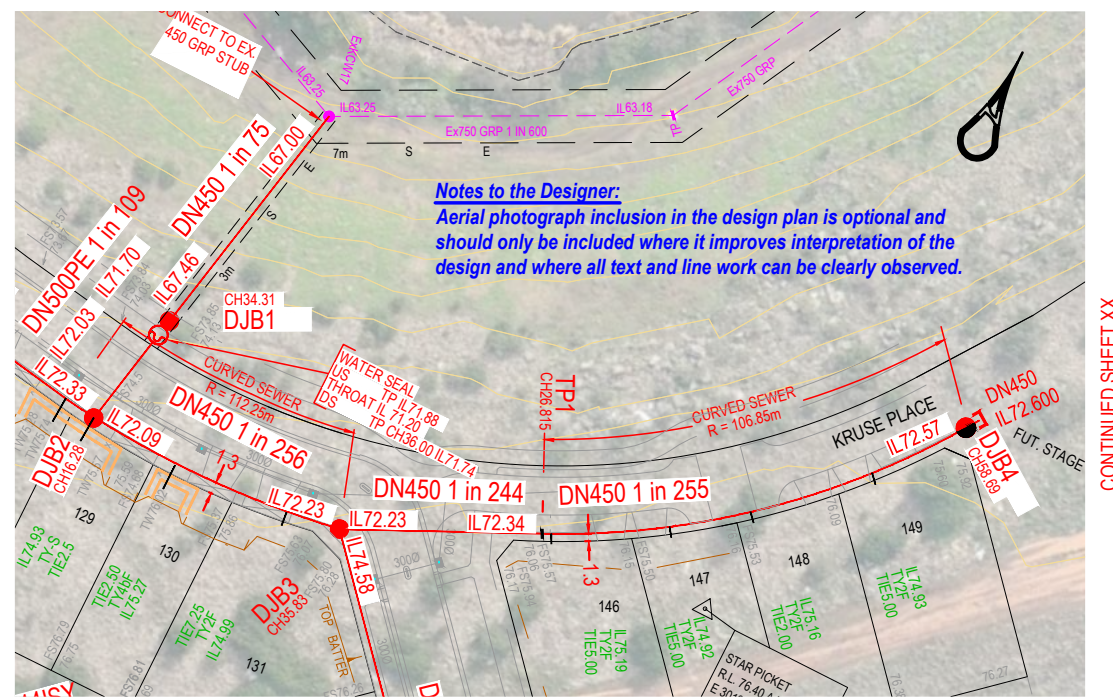 CONNECT TO EX.
450 GRP STUB
ExKCW17
IL63.25
IL63.25
IL63.18
Ex750 GRP
TP
Ex750 GRP 1 IN 600
7m S E
E
S
3m
DN450 1 in 75
IL67.00
IL67.46
Notes to the Designer:
Aerial photograph inclusion in the design plan is optional and
should only be included where it improves interpretation of the
design and where all text and line work can be clearly observed.
DN500PE 1 in 109
IL71.70
IL72.03
CH34.31
DJB1
S
WATER SEAL
US TP IL71.88
THROAT IL 71.20
DS TP CH36.00 IL71.74
CURVED SEWER
R = 112.25m
TP1
CH26.815
CURVED SEWER
R = 106.85m
KRUSE PLACE
DN450
IL72.600
DJB4
CH58.69
FUT. STAGE
CONTINUED SHEET XX
IL72.33
IL72.09
DJB2
CH16.28
DN450 1 in 256
1.3
IL72.23
IL72.23
DN450 1 in 244
IL72.34
DN450 1 in 255
IL72.57
1.3
IL74.58
DJB3
CH35.83
TOP BATTER
129
130
131
146
147
148
149
IL74.93
TY-S
TIE2.5
TIE2.50
TY4bF
IL75.27
TIE7.25
TY2F
IL74.99
IL75.19
TY2F
TIE5.00
IL74.92
TY2F
TIE5.00
IL75.16
TY2F
TIE2.00
IL74.93
TY2F
TIE5.00
STAR PICKET
R.L. 76.40
76.27